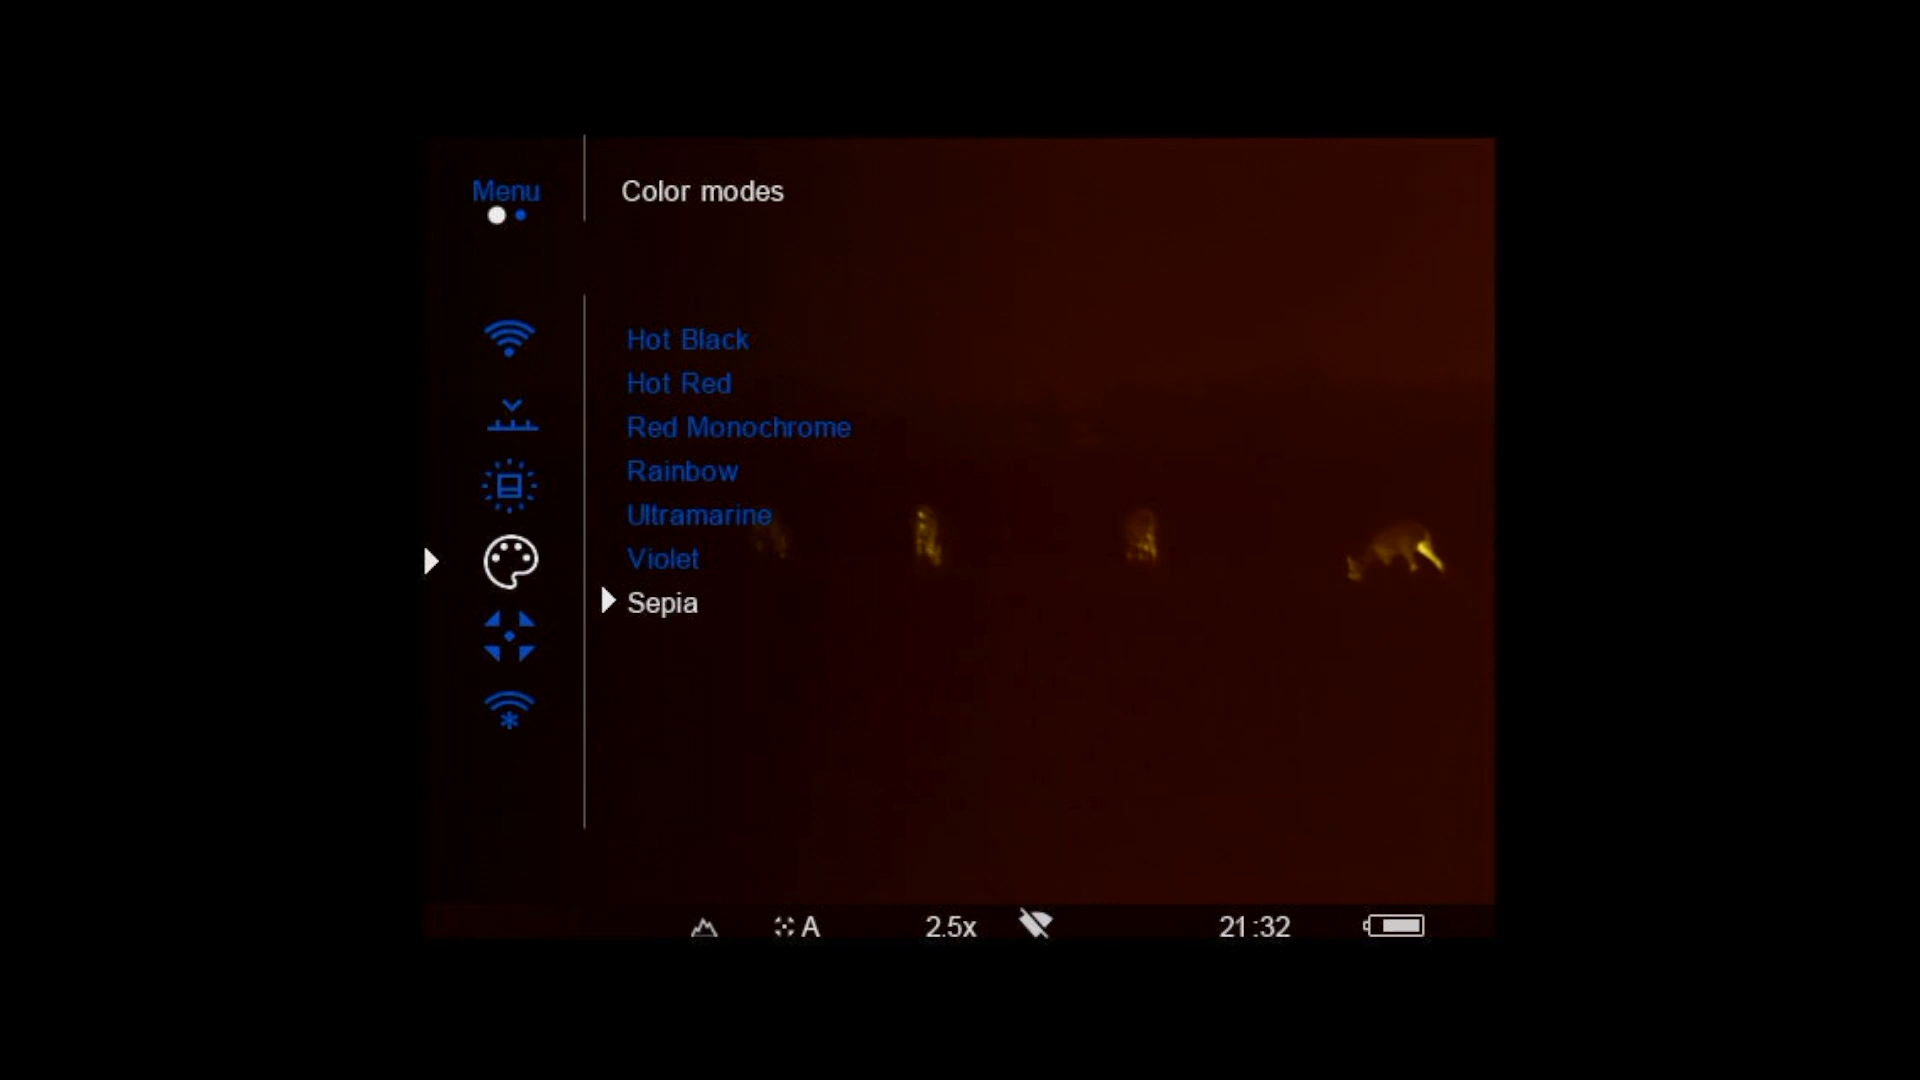 Menu
Color modes
Hot Black
Hot Red
Red Monochrome
Rainbow
Ultramarine
Violet
Sepia
A
2.5x
21:32